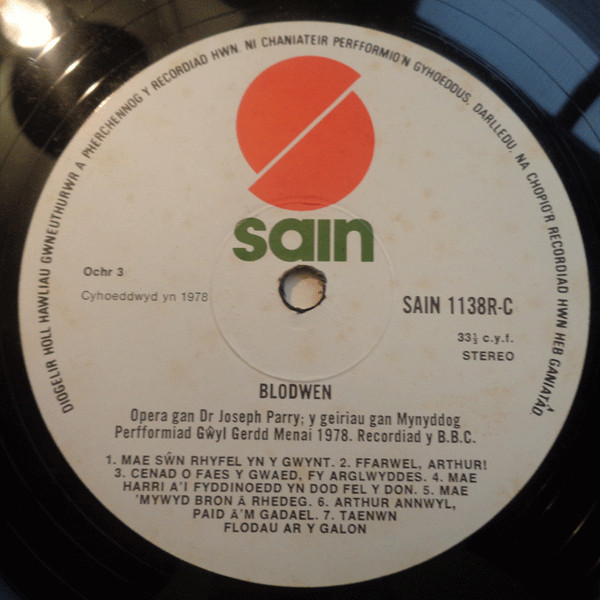 DIOGELIR HOLL HAWLIAU GWNEUTHURWR A PHERCHENNOG Y RECORDIAD HWN. NI CHANIATEIR PERFFORMIO'N GYHOEDDUS, DARLLEDU, NA CHOPIO'R RECORDIAD HWN HEB GANIATÂD.
sain
Ochr 3
Cyhoeddwyd yn 1978
SAIN 1138R-C
33⅓ c.y.f.
STEREO
BLODWEN
Opera gan Dr Joseph Parry; y geiriau gan Mynyddog
Perfformiad Gŵyl Gerdd Menai 1978. Recordiad y B.B.C.
1. MAE SŴN RHYFEL YN Y GWYNT. 2. FFARWEL, ARTHUR!
3. CENAD O FAES Y GWAED, FY ARGLWYDDES. 4. MAE
HARRI A'I FYDDINOEDD YN DOD FEL Y DON. 5. MAE
'MYWYD BRON Â RHEDEG. 6. ARTHUR ANNWYL,
PAID Â'M GADAEL. 7. TAENWN
FLODAU AR Y GALON